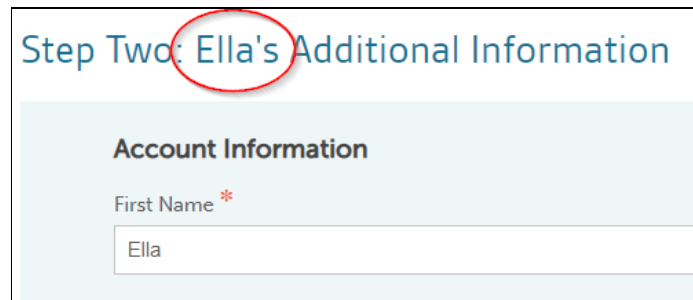 Step Two: Ella's Additional Information
Account Information
First Name *
Ella